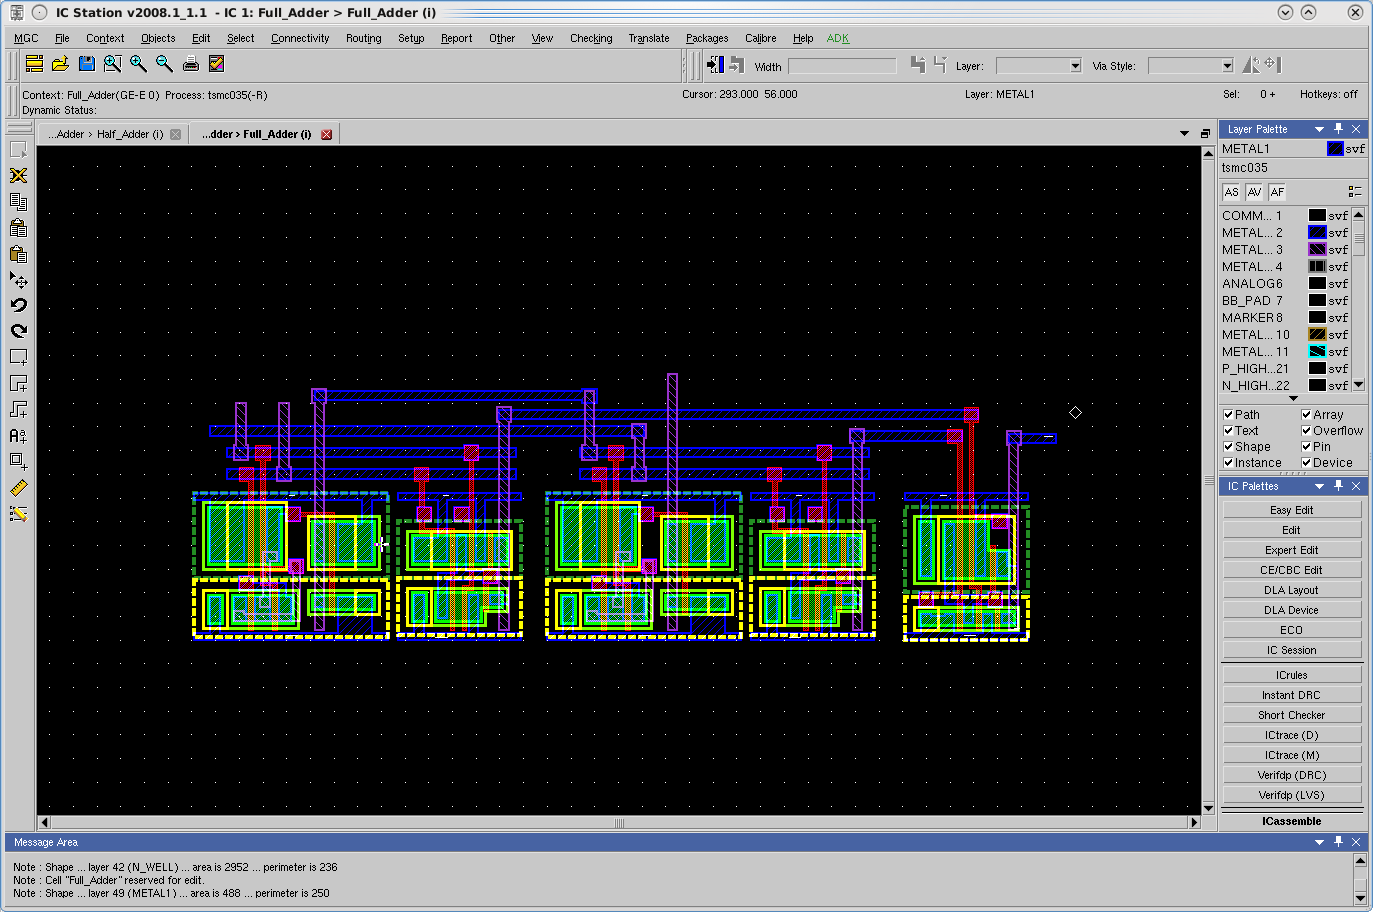 IC Station v2008.1_1.1 - IC 1: Full_Adder > Full_Adder (i)
MGC File Context Objects Edit Select Connectivity Routing Setup Report Other View Checking Translate Packages Calibre Help ADK
Width Layer: Via Style:
Context: Full_Adder(GE-E 0) Process: tsmc035(-R) Cursor: 293.000 56.000 Layer: METAL1 Sel: 0 + Hotkeys: off
Dynamic Status:
...Adder > Half_Adder (i) ...dder > Full_Adder (i)
Layer Palette
METAL1 svf
tsmc035
AS AV AF
COMM... 1 svf
METAL... 2 svf
METAL... 3 svf
METAL... 4 svf
ANALOG6 svf
BB_PAD 7 svf
MARKER8 svf
METAL... 10 svf
METAL... 11 svf
P_HIGH...21 svf
N_HIGH...22 svf
Path Array
Text Overflow
Shape Pin
Instance Device
IC Palettes
Easy Edit
Edit
Expert Edit
CE/CBC Edit
DLA Layout
DLA Device
ECO
IC Session
ICrules
Instant DRC
Short Checker
ICtrace (D)
ICtrace (M)
Verifdp (DRC)
Verifdp (LVS)
ICassemble
Message Area
Note : Shape ... layer 42 (N_WELL) ... area is 2952 ... perimeter is 236
Note : Cell "Full_Adder" reserved for edit.
Note : Shape ... layer 49 (METAL1) ... area is 488 ... perimeter is 250